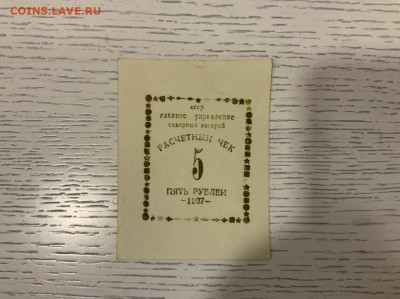 COINS.LAVE.RU
ссср
главное управление
северных лагерей
РАСЧЕТНЫЙ ЧЕК
5
ПЯТЬ РУБЛЕЙ
-1937-